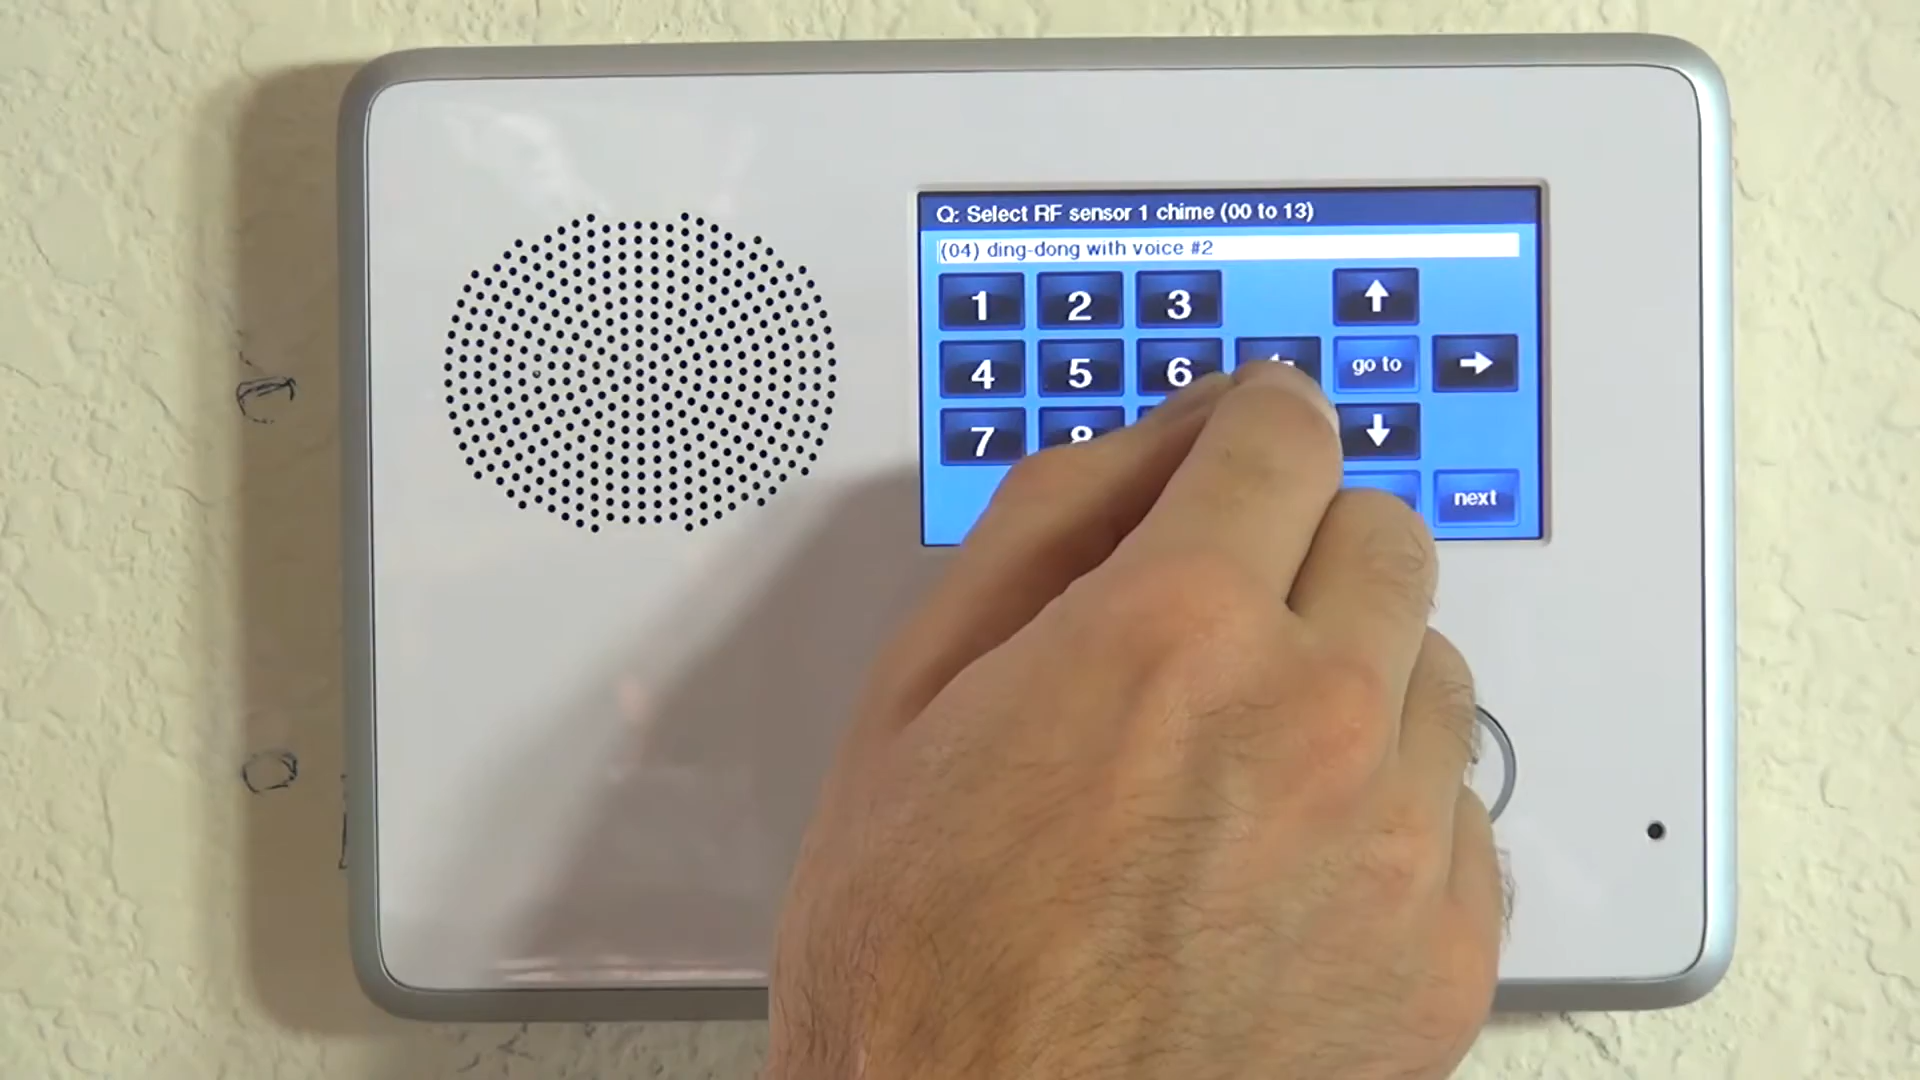 Q: Select RF sensor 1 chime (00 to 13)
(04) ding-dong with voice #2
1 2 3 ↑
4 5 6 go to →
7 8 ↓
next